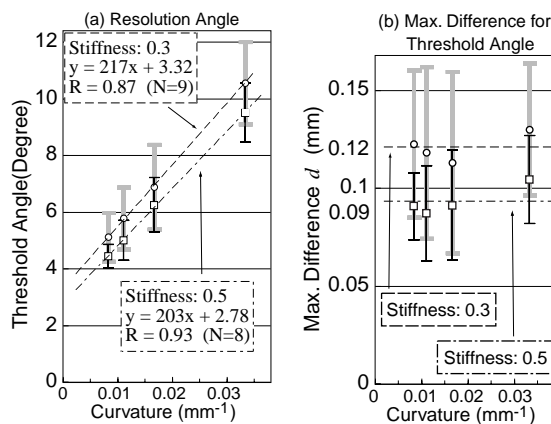 (a) Resolution Angle
Threshold Angle(Degree)
12
10
8
6
4
2
0
Stiffness: 0.3
y = 217x + 3.32
R = 0.87 (N=9)
Stiffness: 0.5
y = 203x + 2.78
R = 0.93 (N=8)
0 0.01 0.02 0.03
Curvature (mm-1)
(b) Max. Difference for
Threshold Angle
Max. Difference d (mm)
0.15
0.12
0.1
0.09
0.05
0
Stiffness: 0.3
Stiffness: 0.5
0 0.01 0.02 0.03
Curvature (mm-1)